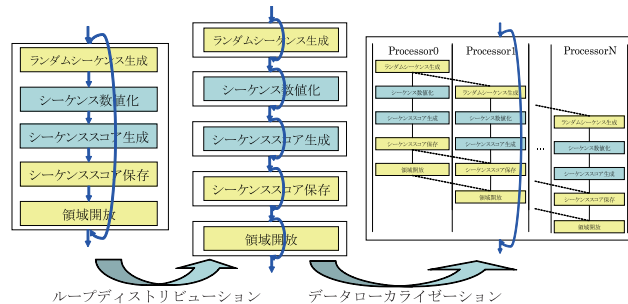 ランダムシーケンス生成
シーケンス数値化
シーケンススコア生成
シーケンススコア保存
領域開放
ランダムシーケンス生成
シーケンス数値化
シーケンススコア生成
シーケンススコア保存
領域開放
Processor0
ランダムシーケンス生成
シーケンス数値化
シーケンススコア生成
シーケンススコア保存
領域開放
Processor1
ランダムシーケンス生成
シーケンス数値化
シーケンススコア生成
シーケンススコア保存
領域開放
...
ProcessorN
ランダムシーケンス生成
シーケンス数値化
シーケンススコア生成
シーケンススコア保存
領域開放
ループディストリビューション
データローカライゼーション